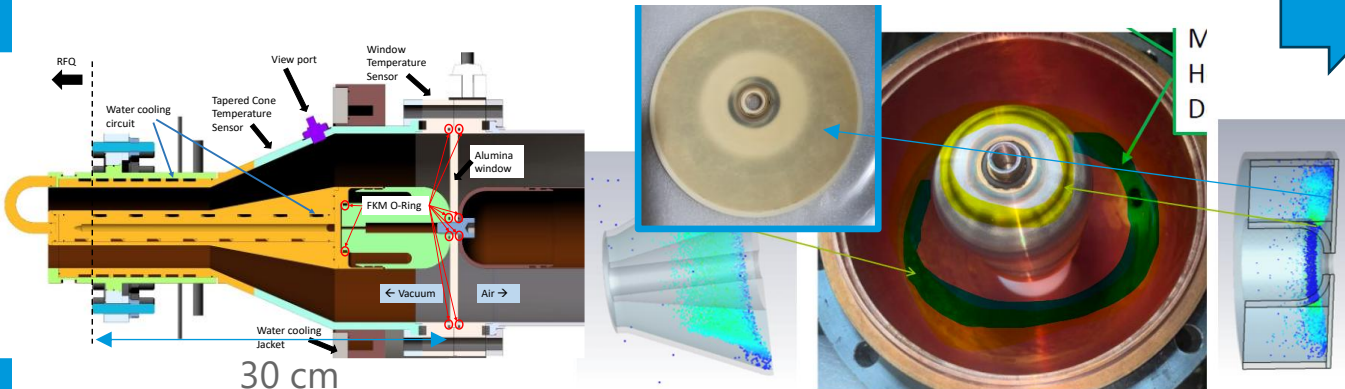 RFQ
View port
Window
Temperature
Sensor
Tapered Cone
Temperature
Sensor
Water cooling
circuit
Alumina
window
FKM O-Ring
← Vacuum
Air →
Water cooling
Jacket
30 cm
M
H
D